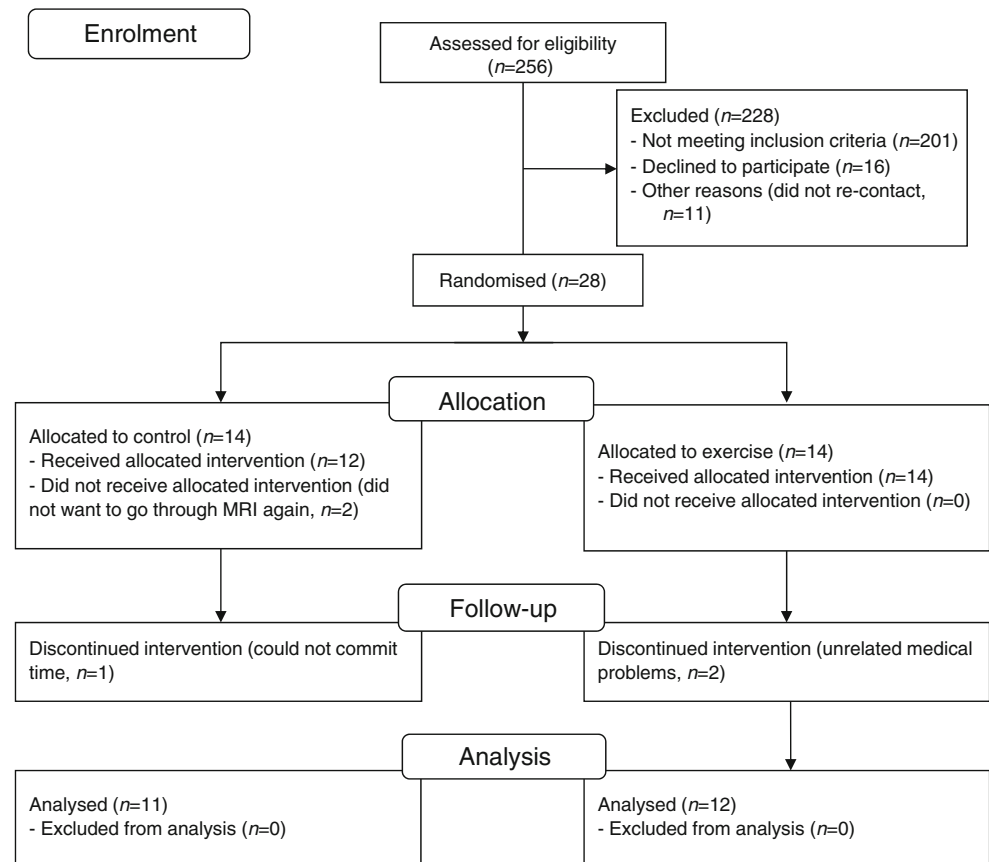 Enrolment
Assessed for eligibility
(n=256)
Excluded (n=228)
- Not meeting inclusion criteria (n=201)
- Declined to participate (n=16)
- Other reasons (did not re-contact,
n=11)
Randomised (n=28)
Allocation
Allocated to control (n=14)
- Received allocated intervention (n=12)
- Did not receive allocated intervention (did
not want to go through MRI again, n=2)
Allocated to exercise (n=14)
- Received allocated intervention (n=14)
- Did not receive allocated intervention (n=0)
Follow-up
Discontinued intervention (could not commit
time, n=1)
Discontinued intervention (unrelated medical
problems, n=2)
Analysis
Analysed (n=11)
- Excluded from analysis (n=0)
Analysed (n=12)
- Excluded from analysis (n=0)